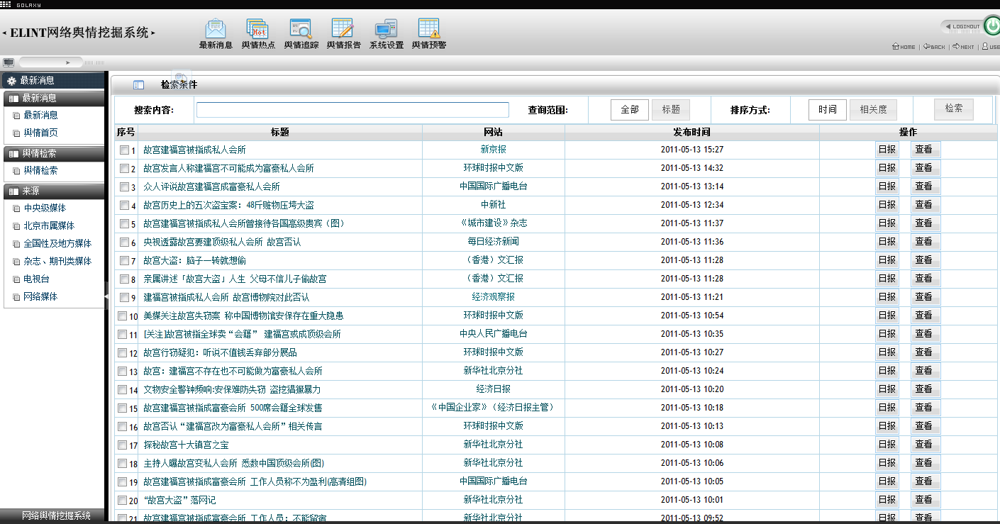 GOLAXY
ELINT网络舆情挖掘系统
最新消息 舆情热点 舆情追踪 舆情报告 系统设置 舆情预警
LOGINOUT
HOME | BACK | NEXT | USE
最新消息
最新消息
最新消息
舆情首页
舆情检索
舆情检索
来源
中央级媒体
北京市属媒体
全国性及地方媒体
杂志、期刊类媒体
电视台
网络媒体
网络舆情挖掘系统
检索条件
搜索内容: 查询范围: 全部 标题 排序方式: 时间 相关度 检索
序号 标题 网站 发布时间 操作
1 故宫建福宫被指成私人会所 新京报 2011-05-13 15:27 日报 查看
2 故宫发言人称建福宫不可能成为富豪私人会所 环球时报中文版 2011-05-13 14:32 日报 查看
3 众人评说故宫建福宫成富豪私人会所 中国国际广播电台 2011-05-13 13:14 日报 查看
4 故宫历史上的五次盗宝案：48斤赃物压垮大盗 中新社 2011-05-13 12:34 日报 查看
5 故宫建福宫被指成私人会所曾接待各国高级贵宾（图） 《城市建设》杂志 2011-05-13 11:37 日报 查看
6 央视透露故宫要建顶级私人会所 故宫否认 每日经济新闻 2011-05-13 11:36 日报 查看
7 故宫大盗：脑子一转就想偷 （香港）文汇报 2011-05-13 11:28 日报 查看
8 亲属讲述「故宫大盗」人生 父母不信儿子偷故宫 （香港）文汇报 2011-05-13 11:28 日报 查看
9 建福宫被指成私人会所 故宫博物院对此否认 经济观察报 2011-05-13 11:21 日报 查看
10 美媒关注故宫失窃案 称中国博物馆安保存在重大隐患 环球时报中文版 2011-05-13 10:54 日报 查看
11 [关注]故宫被指全球卖“会籍” 建福宫或成顶级会所 中央人民广播电台 2011-05-13 10:35 日报 查看
12 故宫行窃疑犯：听说不值钱丢弃部分展品 环球时报中文版 2011-05-13 10:27 日报 查看
13 故宫：建福宫不存在也不可能做为富豪私人会所 新华社北京分社 2011-05-13 10:24 日报 查看
14 文物安全警钟频响:安保难防失窃 盗挖猖獗暴力 经济日报 2011-05-13 10:20 日报 查看
15 故宫建福宫被指成富豪会所 500席会籍全球发售 《中国企业家》（经济日报主管） 2011-05-13 10:18 日报 查看
16 故宫否认“建福宫改为富豪私人会所”相关传言 环球时报中文版 2011-05-13 10:13 日报 查看
17 探秘故宫十大镇宫之宝 新华社北京分社 2011-05-13 10:08 日报 查看
18 主持人曝故宫变私人会所 悉数中国顶级会所(图) 新华社北京分社 2011-05-13 10:06 日报 查看
19 故宫建福宫被指成富豪会所 工作人员称不为盈利(高清组图) 中国国际广播电台 2011-05-13 10:05 日报 查看
20 “故宫大盗”落网记 新华社北京分社 2011-05-13 10:01 日报 查看
21 故宫建福宫被指成富豪会所 工作人员：不能留宿 新华社北京分社 2011-05-13 09:52 日报 查看